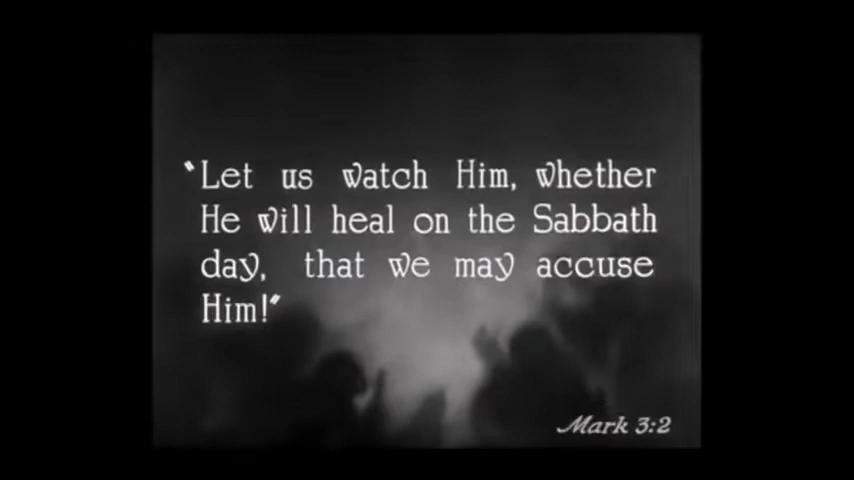 "Let us watch Him, whether
He will heal on the Sabbath
day, that we may accuse
Him!"
Mark 3:2